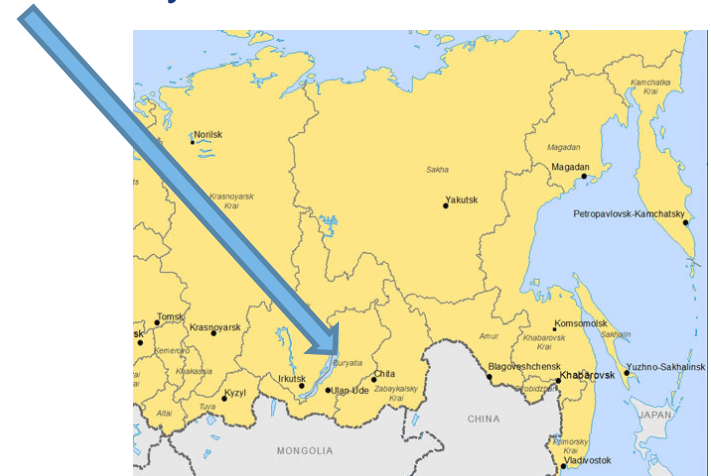 Kamchatka
Krai
Norilsk
Magadan
Magadan
Sakha
Krasnoyarsk
Krai
Yakutsk
Petropavlovsk-Kamchatsky
Tomsk
Krasnoyarsk
Komsomolsk
Sakhalin
Khabarovsk
Krai
Amur
sk
Kemerovo
Buryatia
Khakassia
Irkutsk
Chita
Blagoveshchensk
Khabarovsk
Yuzhno-Sakhalinsk
Ulan-Ude
Zabaykalsky
Krai
Kyzyl
Altai
Tuva
CHINA
JAPAN
MONGOLIA
Primorsky
Krai
Vladivostok